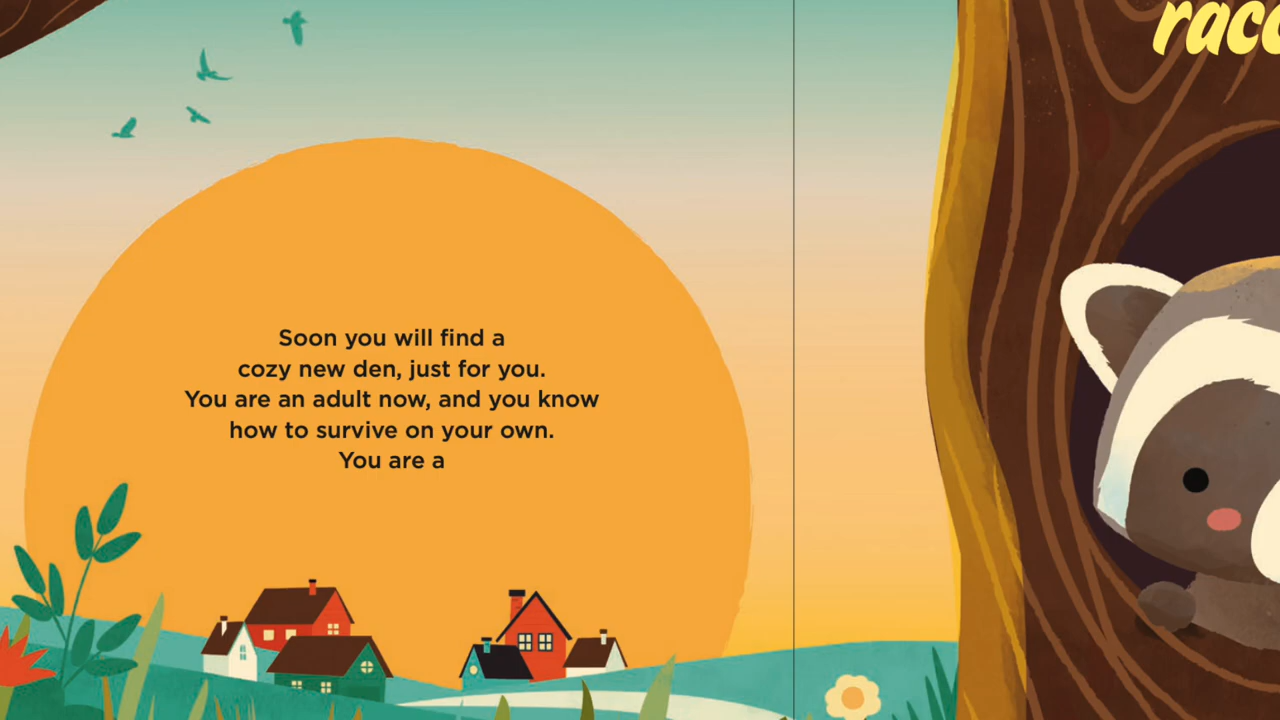 Soon you will find a
cozy new den, just for you.
You are an adult now, and you know
how to survive on your own.
You are a